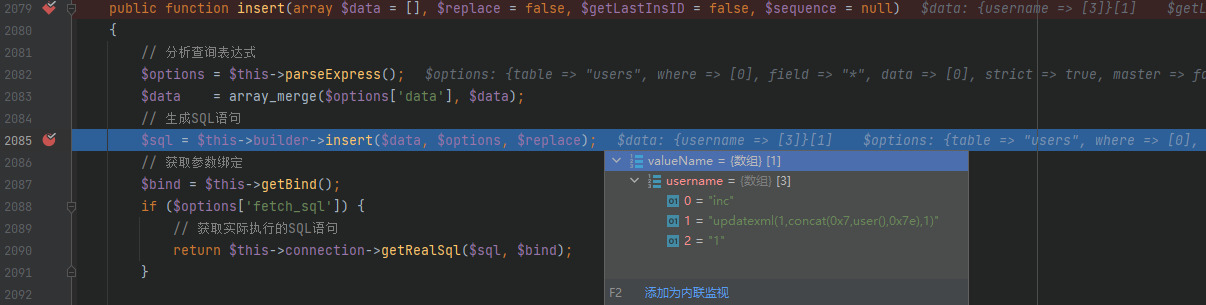 2079 public function insert(array $data = [], $replace = false, $getLastInsID = false, $sequence = null) $data: {username => [3]}[1] $getL
2080 {
2081 // 分析查询表达式
2082 $options = $this->parseExpress(); $options: {table => "users", where => [0], field => "*", data => [0], strict => true, master => fa
2083 $data = array_merge($options['data'], $data);
2084 // 生成SQL语句
2085 $sql = $this->builder->insert($data, $options, $replace); $data: {username => [3]}[1] $options: {table => "users", where => [0],
2086 // 获取参数绑定
valueName = {数组} [1]
2087 $bind = $this->getBind();
username = {数组} [3]
2088 if ($options['fetch_sql']) {
0 = "inc"
2089 // 获取实际执行的SQL语句
1 = "updatexml(1,concat(0x7,user(),0x7e),1)"
2090 return $this->connection->getRealSql($sql, $bind);
2 = "1"
2091 }
2092
F2 添加为内联监视